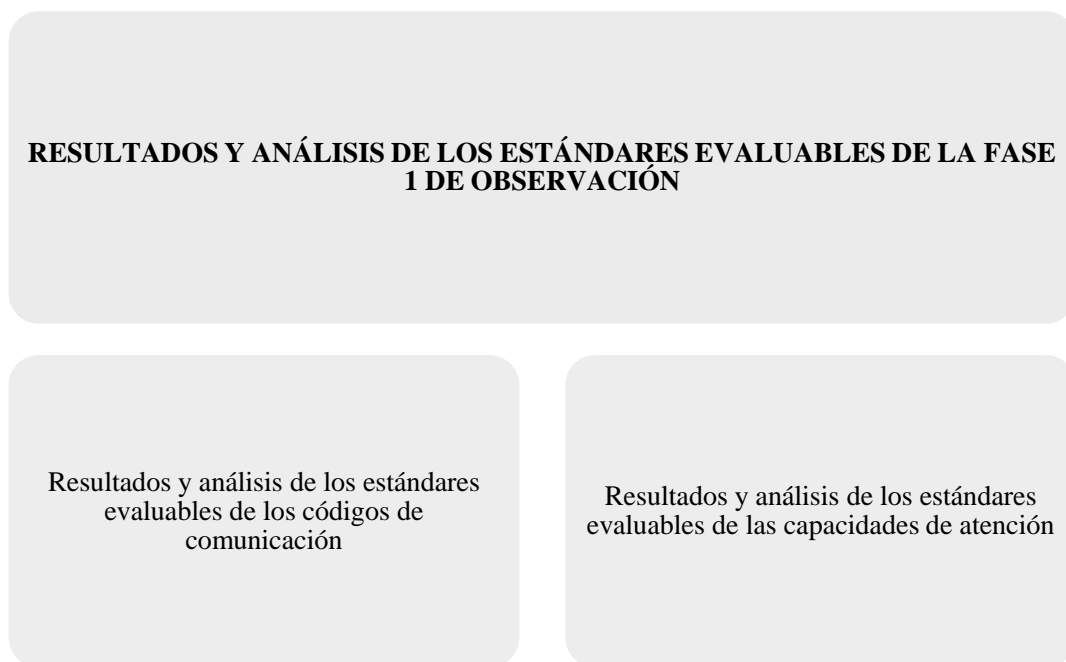 RESULTADOS Y ANÁLISIS DE LOS ESTÁNDARES EVALUABLES DE LA FASE
1 DE OBSERVACIÓN
Resultados y análisis de los estándares
evaluables de los códigos de
comunicación
Resultados y análisis de los estándares
evaluables de las capacidades de atención